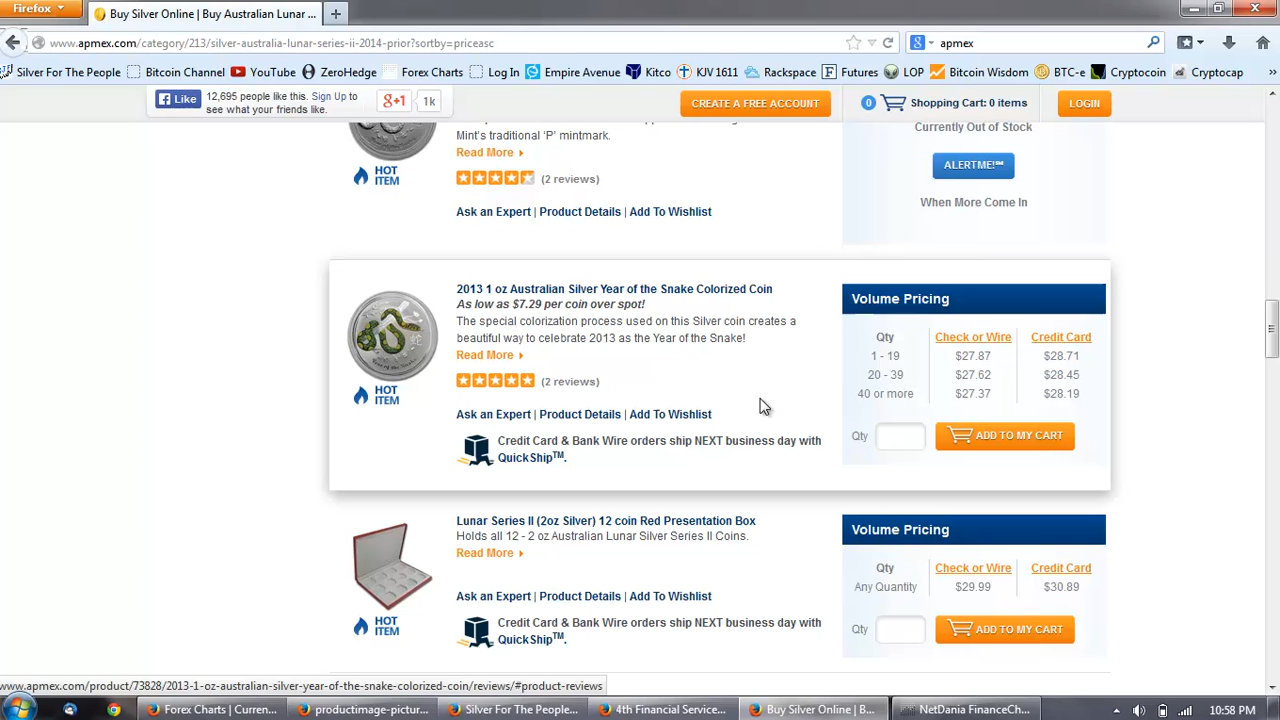 Firefox
Buy Silver Online | Buy Australian Lunar ...
www.apmex.com/category/213/silver-australia-lunar-series-ii-2014-prior?sortby=priceasc
apmex
Silver For The People
Bitcoin Channel
YouTube
ZeroHedge
Forex Charts
Log In
Empire Avenue
Kitco
KJV 1611
Rackspace
Futures
LOP
Bitcoin Wisdom
BTC-e
Cryptocoin
Cryptocap
»
Like
12,695 people like this. Sign Up to
see what your friends like.
g+1
1k
CREATE A FREE ACCOUNT
0
Shopping Cart: 0 items
LOGIN
Mint's traditional 'P' mintmark.
Read More
HOT
ITEM
(2 reviews)
Ask an Expert | Product Details | Add To Wishlist
Currently Out of Stock
ALERTME!℠
When More Come In
2013 1 oz Australian Silver Year of the Snake Colorized Coin
As low as $7.29 per coin over spot!
The special colorization process used on this Silver coin creates a
beautiful way to celebrate 2013 as the Year of the Snake!
Read More
HOT
ITEM
(2 reviews)
Ask an Expert | Product Details | Add To Wishlist
Credit Card & Bank Wire orders ship NEXT business day with
QuickShip™.
Volume Pricing
Qty Check or Wire Credit Card
1 - 19 $27.87 $28.71
20 - 39 $27.62 $28.45
40 or more $27.37 $28.19
Qty
ADD TO MY CART
Lunar Series II (2oz Silver) 12 coin Red Presentation Box
Holds all 12 - 2 oz Australian Lunar Silver Series II Coins.
Read More
HOT
ITEM
Ask an Expert | Product Details | Add To Wishlist
Credit Card & Bank Wire orders ship NEXT business day with
QuickShip™.
Volume Pricing
Qty Check or Wire Credit Card
Any Quantity $29.99 $30.89
Qty
ADD TO MY CART
www.apmex.com/product/73828/2013-1-oz-australian-silver-year-of-the-snake-colorized-coin/reviews/#product-reviews
Forex Charts | Curren...
productimage-pictur...
Silver For The People...
4th Financial Service...
Buy Silver Online | B...
NetDania FinanceCh...
10:58 PM